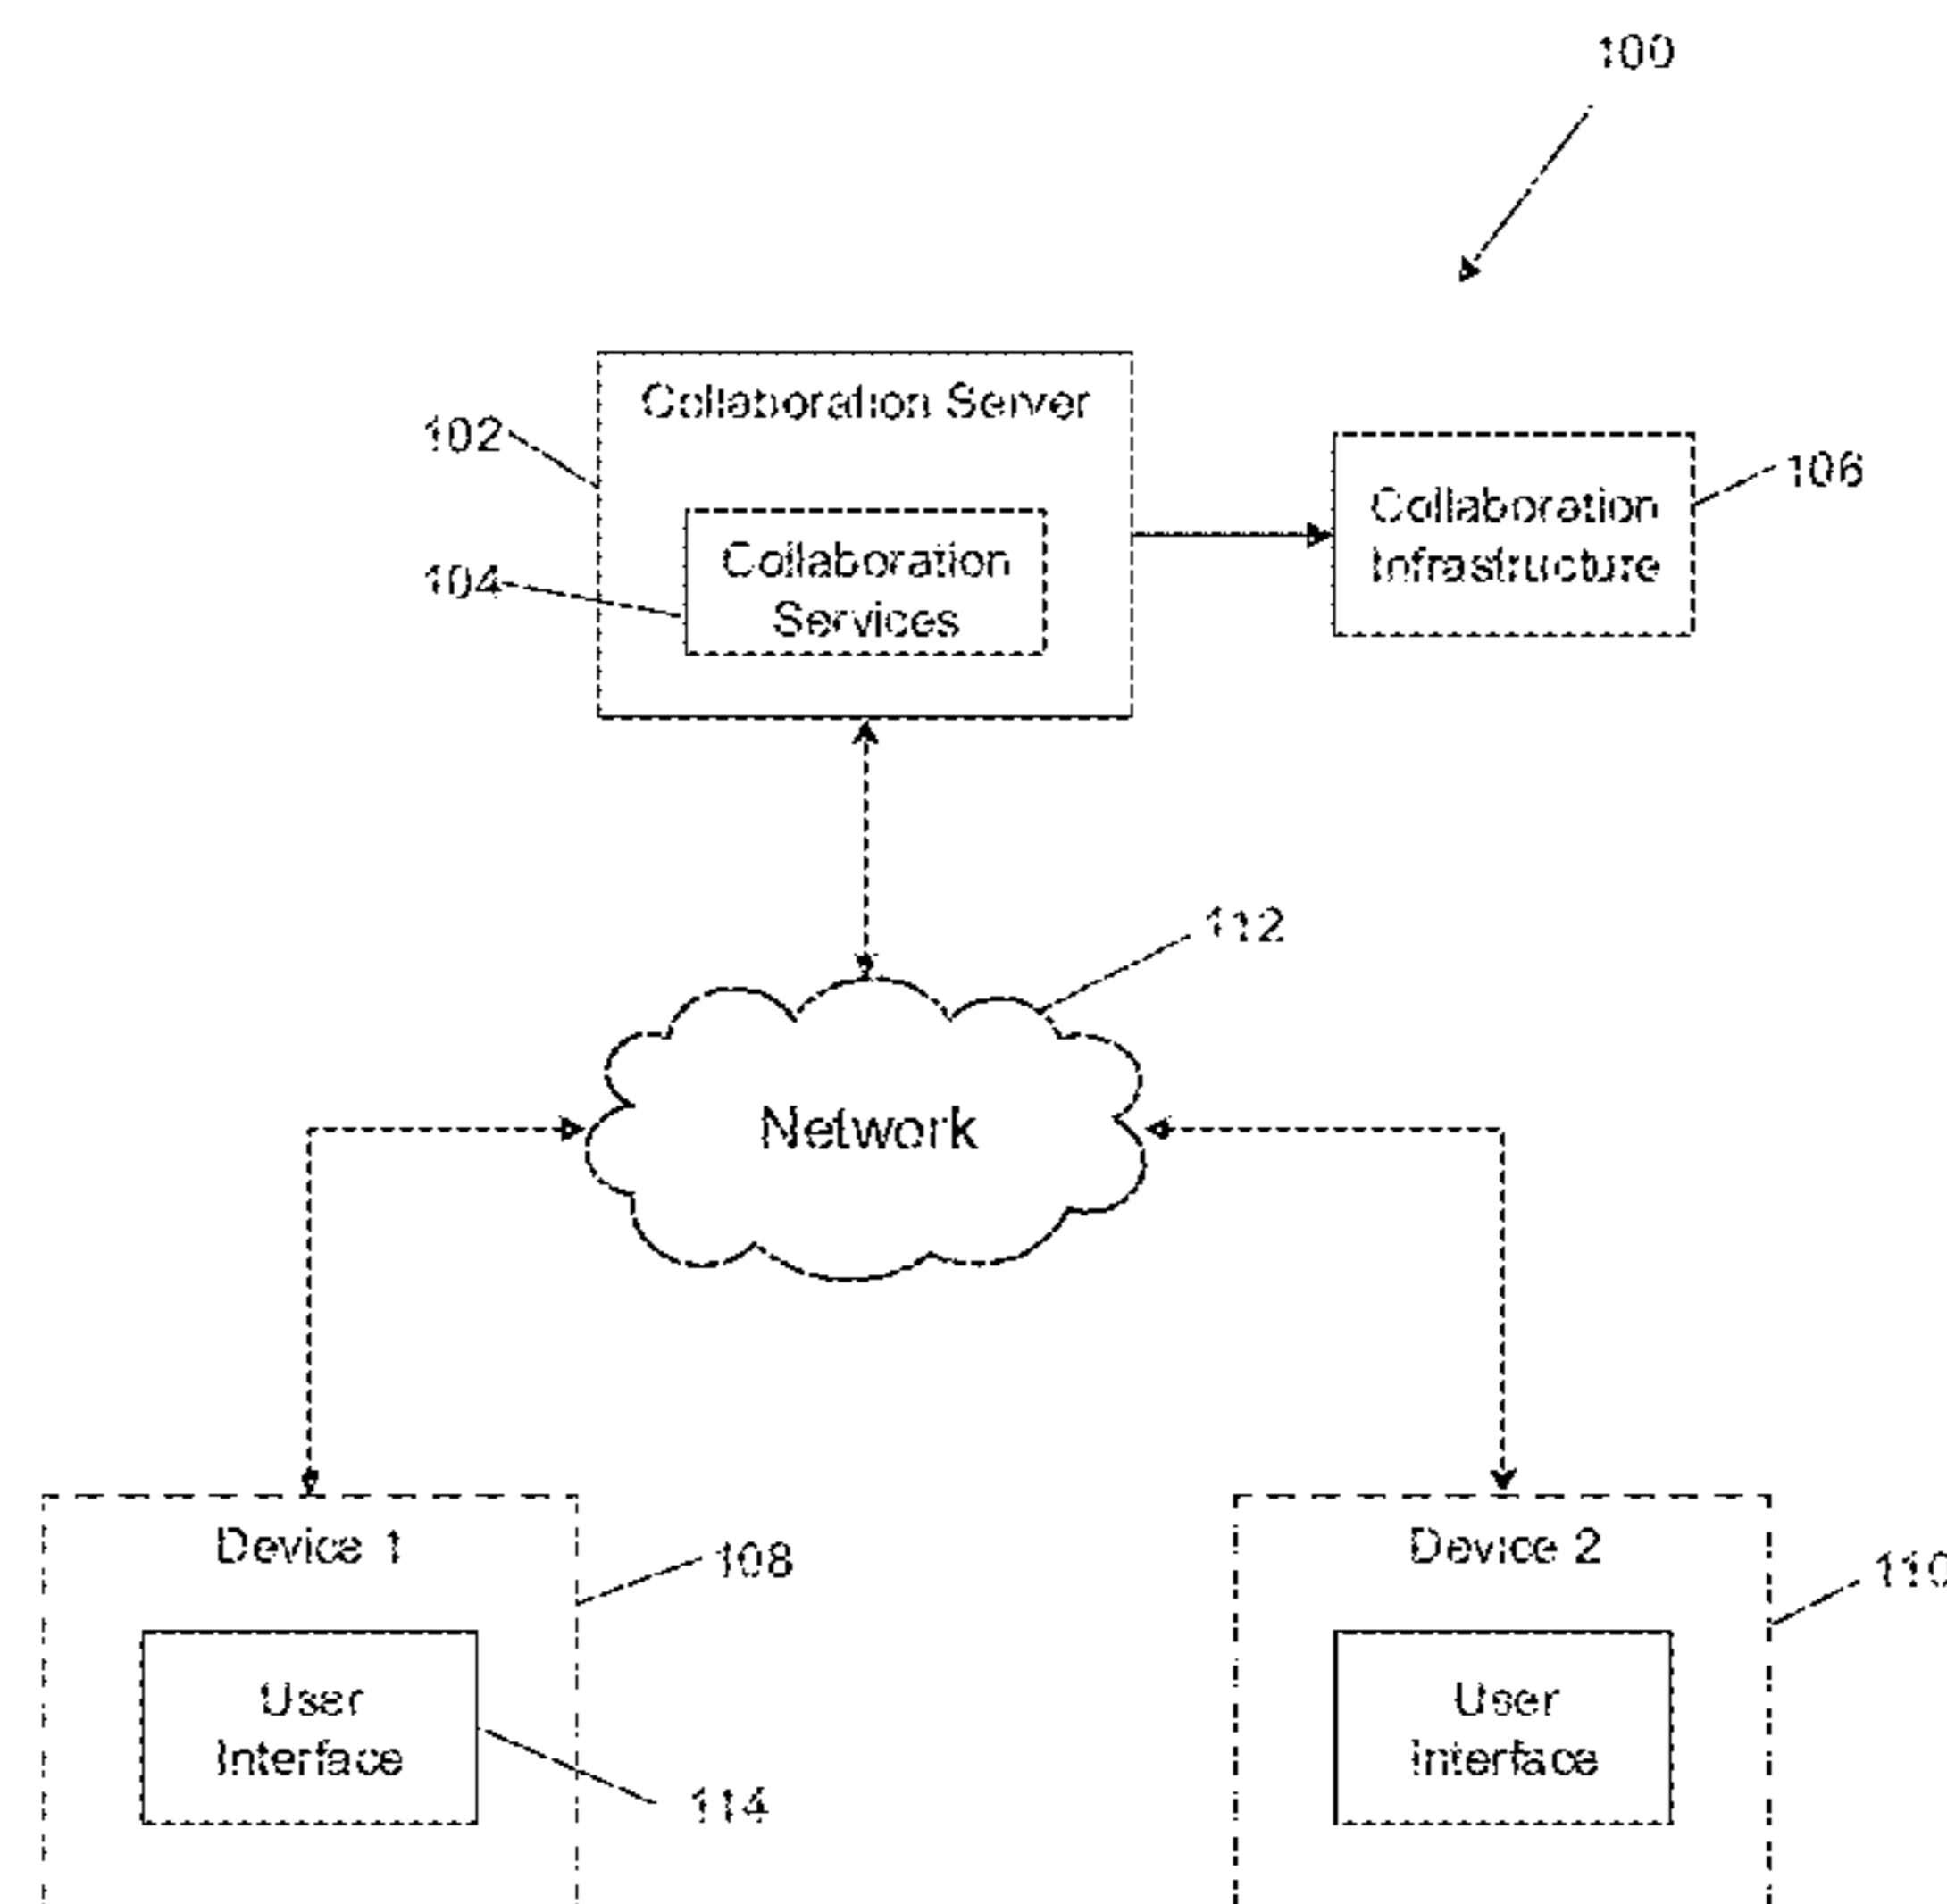 100
Collaboration Server
102
Collaboration
Services
104
Collaboration
Infrastructure
106
112
Network
Device 1
108
User
Interface
114
Device 2
110
User
Interface